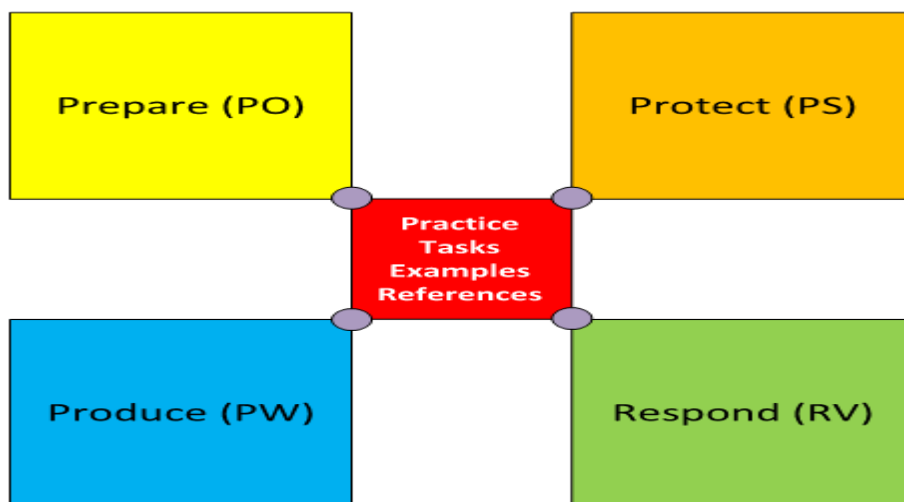 Prepare (PO)
Protect (PS)
Practice
Tasks
Examples
References
Produce (PW)
Respond (RV)